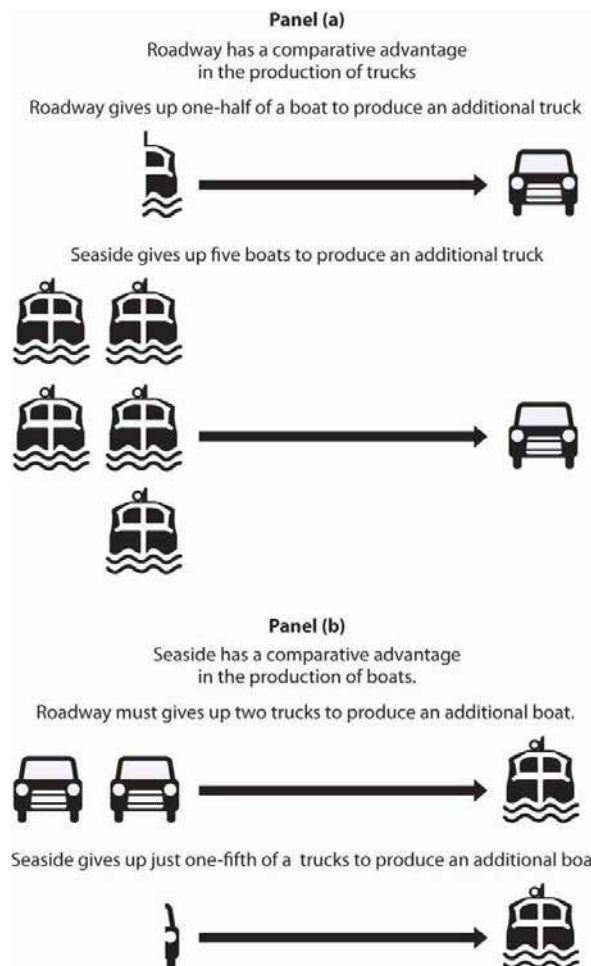 Panel (a)
Roadway has a comparative advantage
in the production of trucks
Roadway gives up one-half of a boat to produce an additional truck
Seaside gives up five boats to produce an additional truck
Panel (b)
Seaside has a comparative advantage
in the production of boats.
Roadway must gives up two trucks to produce an additional boat.
Seaside gives up just one-fifth of a trucks to produce an additional boa